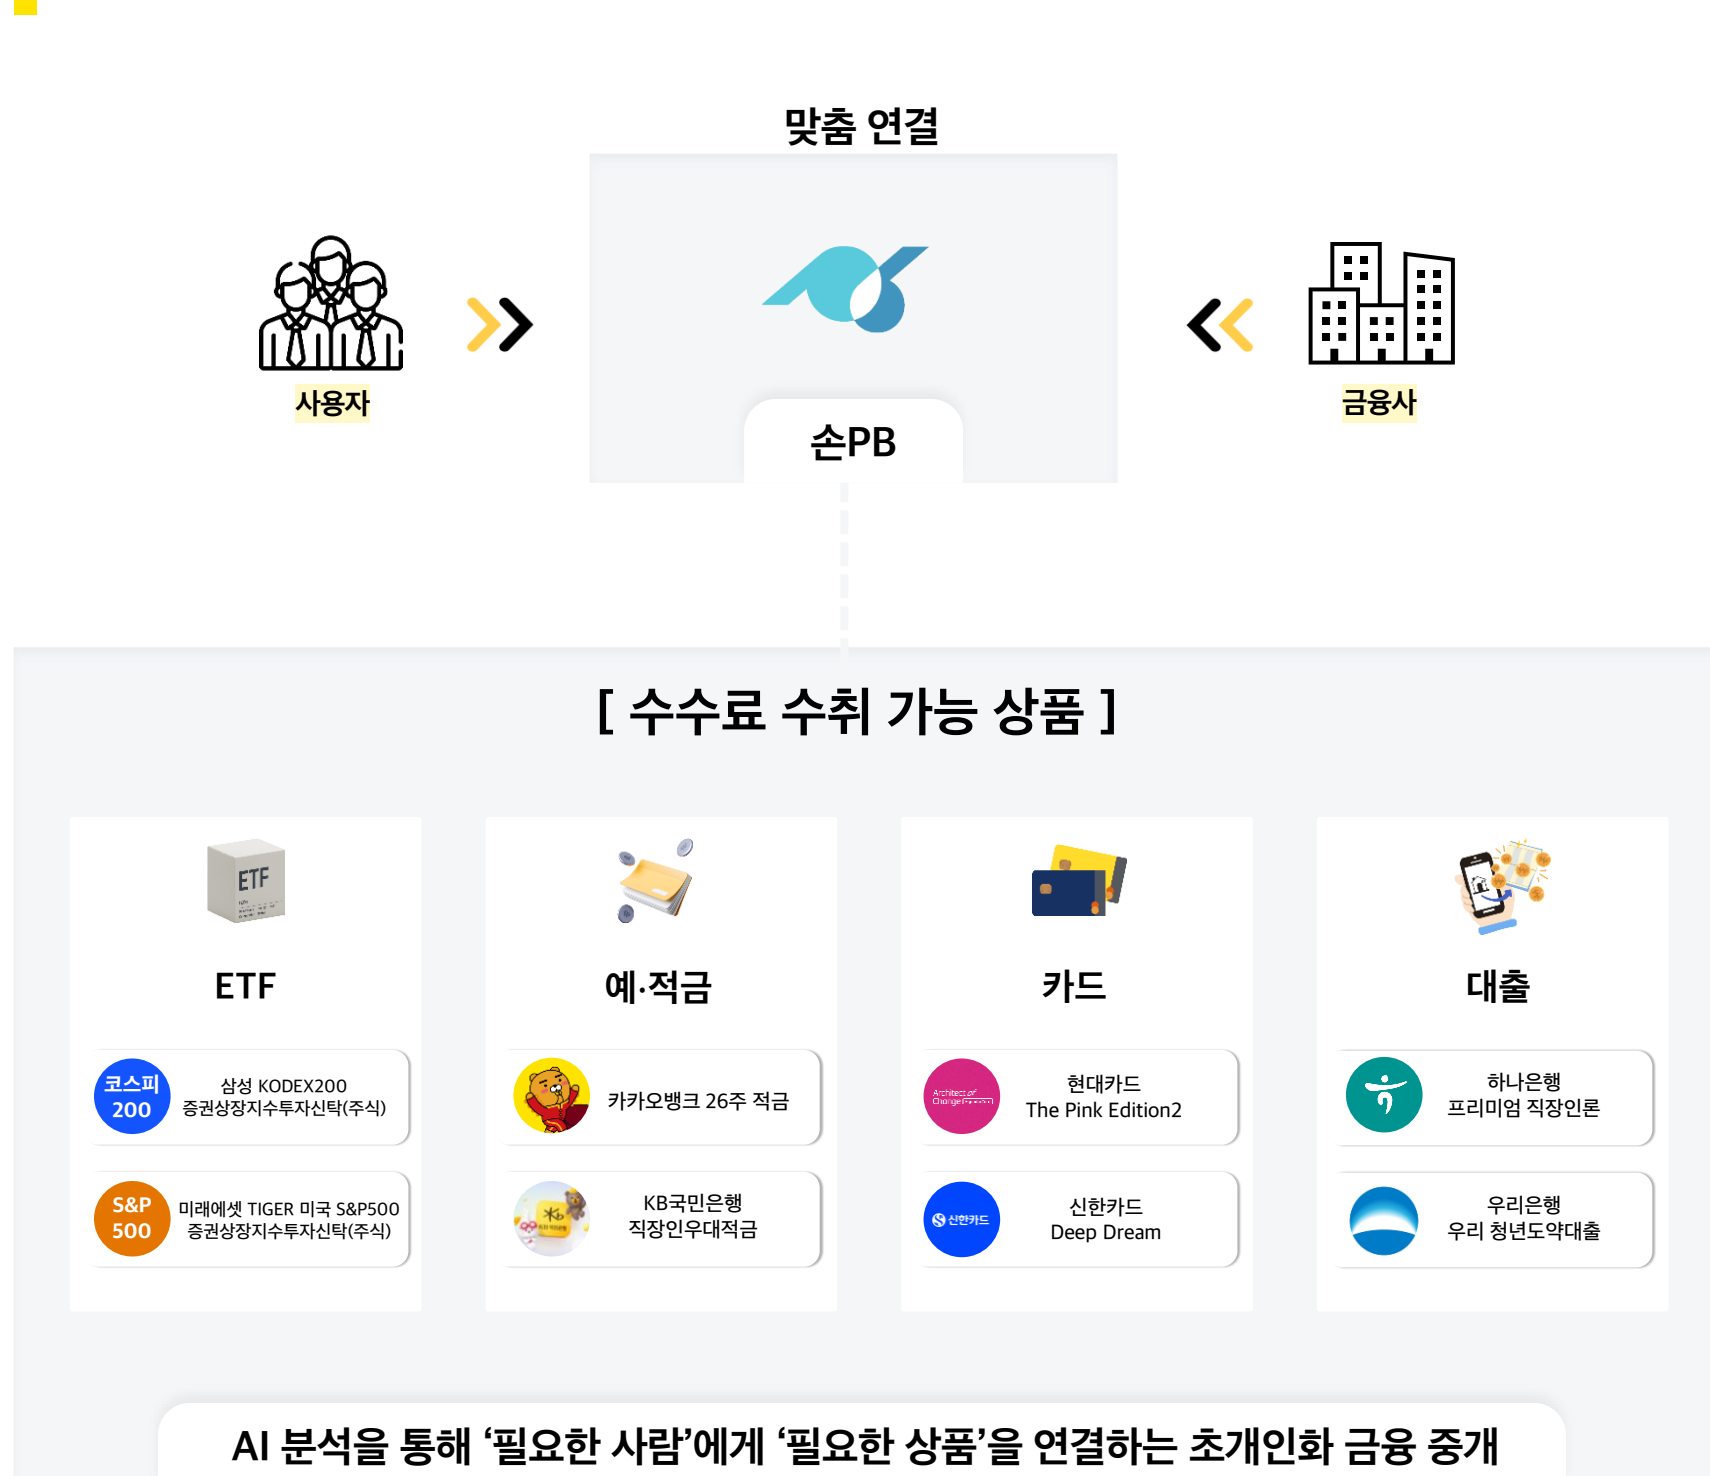 맞춤 연결
사용자
손PB
금융사
[ 수수료 수취 가능 상품 ]
ETF
ETF
코스피
200
삼성 KODEX200
증권상장지수투자신탁(주식)
S&P
500
미래에셋 TIGER 미국 S&P500
증권상장지수투자신탁(주식)
예·적금
카카오뱅크 26주 적금
KB국민은행
직장인우대적금
카드
Architect of
Change
현대카드
The Pink Edition2
신한카드
신한카드
Deep Dream
대출
하나은행
프리미엄 직장인론
우리은행
우리 청년도약대출
AI 분석을 통해 ‘필요한 사람’에게 ‘필요한 상품’을 연결하는 초개인화 금융 중개